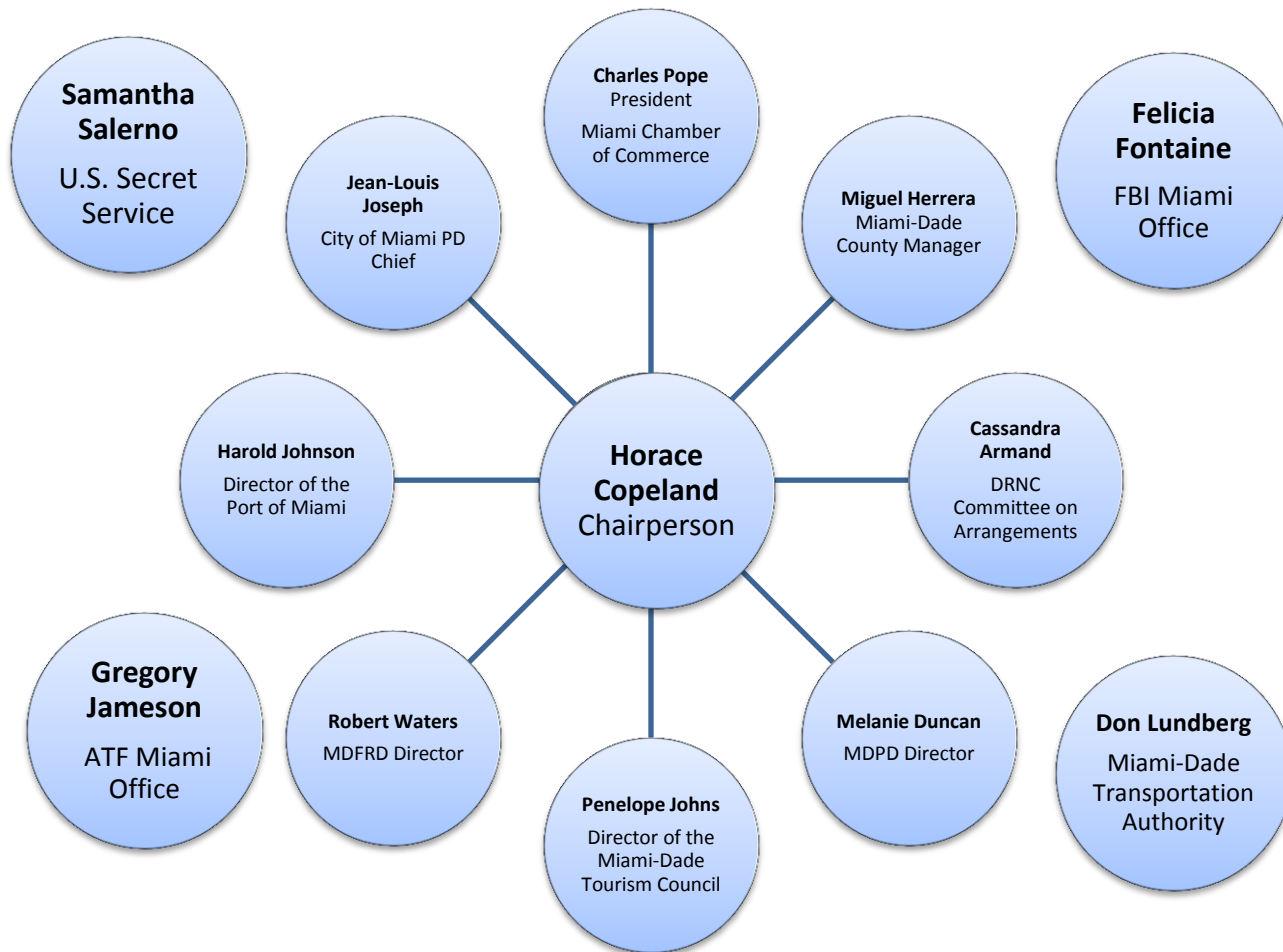 Samantha
Salerno
U.S. Secret
Service
Charles Pope
President
Miami Chamber
of Commerce
Felicia
Fontaine
FBI Miami
Office
Jean-Louis
Joseph
City of Miami PD
Chief
Miguel Herrera
Miami-Dade
County Manager
Harold Johnson
Director of the
Port of Miami
Horace
Copeland
Chairperson
Cassandra
Armand
DRNC
Committee on
Arrangements
Gregory
Jameson
ATF Miami
Office
Robert Waters
MDFRD Director
Penelope Johns
Director of the
Miami-Dade
Tourism Council
Melanie Duncan
MDPD Director
Don Lundberg
Miami-Dade
Transportation
Authority